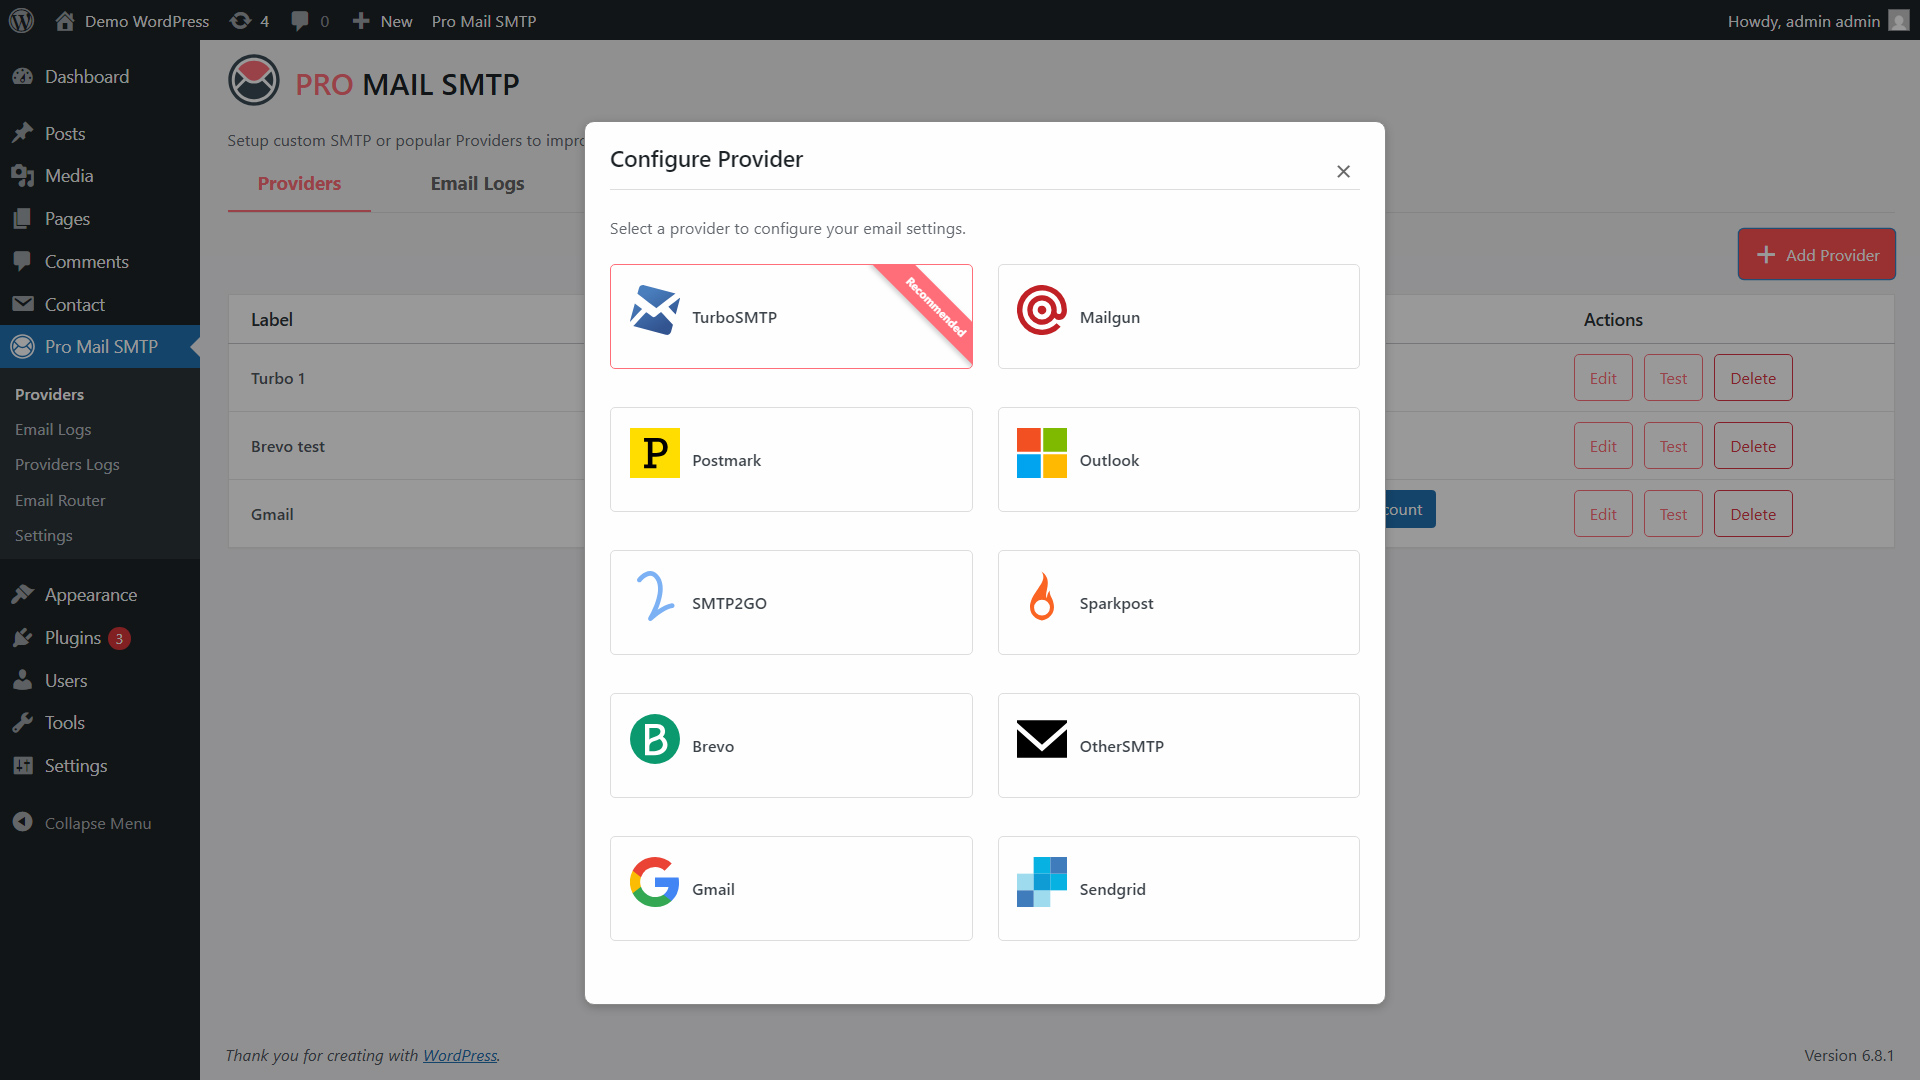 Demo WordPress 4 0 New Pro Mail SMTP Howdy, admin admin
Dashboard
Posts
Media
Pages
Comments
Contact
Pro Mail SMTP
Providers
Email Logs
Providers Logs
Email Router
Settings
Appearance
Plugins 3
Users
Tools
Settings
Collapse Menu
PRO MAIL SMTP
Setup custom SMTP or popular Providers to impro
Providers Email Logs
Add Provider
Label Actions
Turbo 1 Edit Test Delete
Brevo test Edit Test Delete
Gmail count Edit Test Delete
Configure Provider
Select a provider to configure your email settings.
TurboSMTP Recommended
Mailgun
P Postmark
Outlook
SMTP2GO
Sparkpost
B Brevo
OtherSMTP
G Gmail
Sendgrid
Thank you for creating with WordPress.
Version 6.8.1